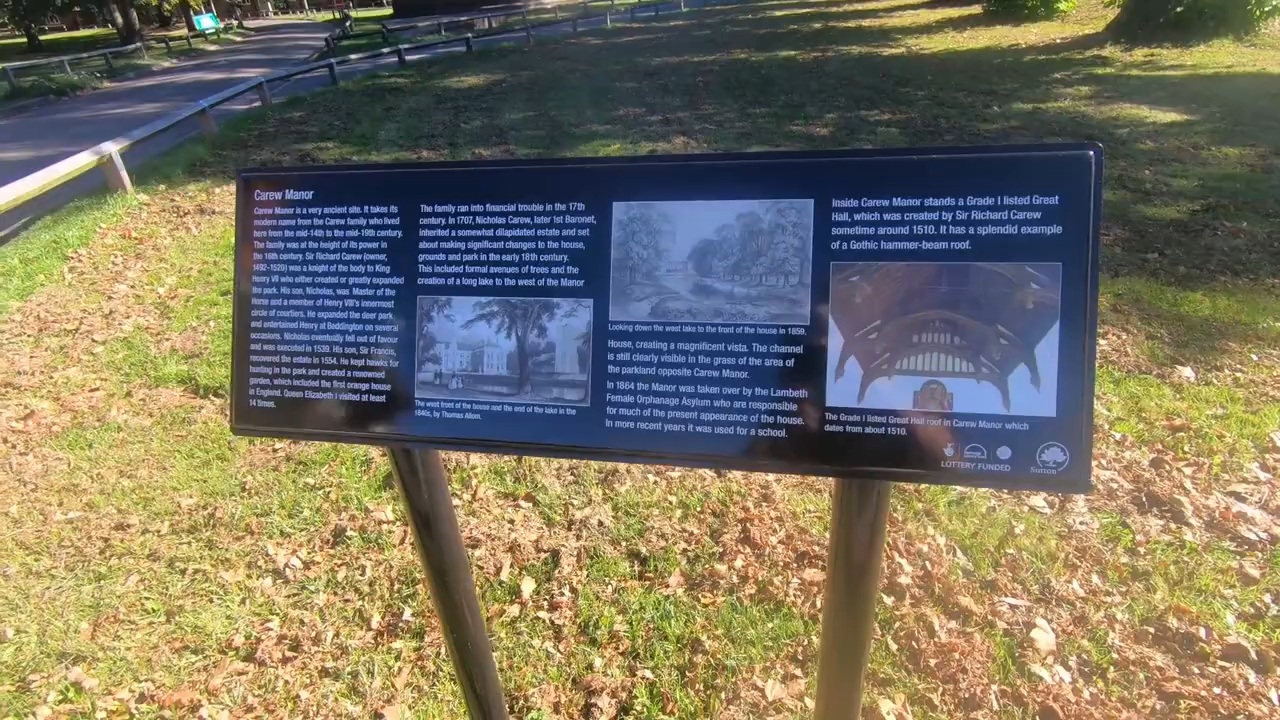 Carew Manor
Carew Manor is a very ancient site. It takes its
modern name from the Carew family who lived
here from the mid-14th to the mid-19th century.
The family was at the height of its power in
the 16th century. Sir Richard Carew (owner,
1492-1520) was a knight of the body to King
Henry VII who either created or greatly expanded
the park. His son, Nicholas, was Master of the
Horse and a member of Henry VIII's innermost
circle of courtiers. He expanded the deer park
and entertained Henry at Beddington on several
occasions. Nicholas eventually fell out of favour
and was executed in 1539. His son, Sir Francis,
recovered the estate in 1554. He kept hawks for
hunting in the park and created a renowned
garden, which included the first orange house
in England. Queen Elizabeth I visited at least
14 times.
The family ran into financial trouble in the 17th
century. In 1707, Nicholas Carew, later 1st Baronet,
inherited a somewhat dilapidated estate and set
about making significant changes to the house,
grounds and park in the early 18th century.
This included formal avenues of trees and the
creation of a long lake to the west of the Manor
The west front of the house and the end of the lake in the
1840s, by Thomas Allom.
Looking down the west lake to the front of the house in 1859.
House, creating a magnificent vista. The channel
is still clearly visible in the grass of the area of
the parkland opposite Carew Manor.
In 1864 the Manor was taken over by the Lambeth
Female Orphanage Asylum who are responsible
for much of the present appearance of the house.
In more recent years it was used for a school.
Inside Carew Manor stands a Grade I listed Great
Hall, which was created by Sir Richard Carew
sometime around 1510. It has a splendid example
of a Gothic hammer-beam roof.
The Grade I listed Great Hall roof in Carew Manor which
dates from about 1510.
LOTTERY FUNDED
Sutton